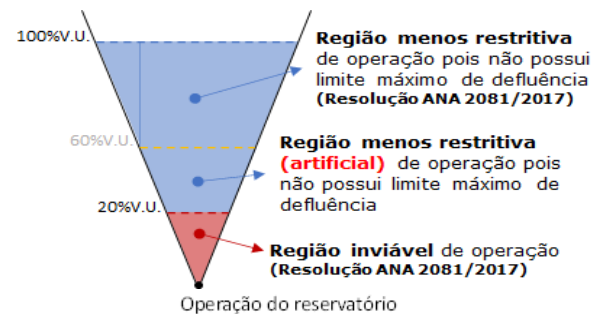 100%V.U.
Região menos restritiva
de operação pois não possui
limite máximo de defluência
(Resolução ANA 2081/2017)
60%V.U.
Região menos restritiva
(artificial) de operação pois
não possui limite máximo de
defluência
20%V.U.
Região inviável de operação
(Resolução ANA 2081/2017)
Operação do reservatório